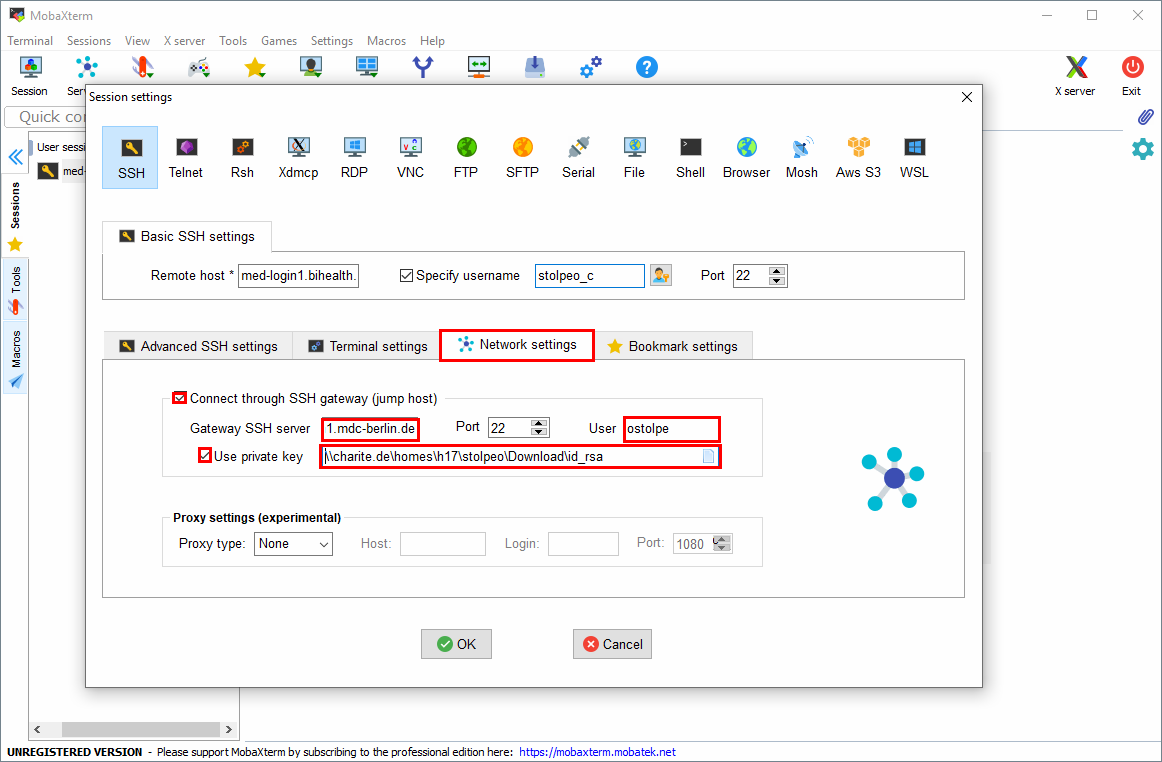 MobaXterm
Terminal Sessions View X server Tools Games Settings Macros Help
Session X server Exit
Session settings
User sessi
SSH Telnet Rsh Xdmcp RDP VNC FTP SFTP Serial File Shell Browser Mosh Aws S3 WSL
Sessions
Tools
Macros
Basic SSH settings
Remote host * med-login1.bihealth. Specify username stolpeo_c Port 22
Advanced SSH settings Terminal settings Network settings Bookmark settings
Connect through SSH gateway (jump host)
Gateway SSH server 1.mdc-berlin.de Port 22 User ostolpe
Use private key \\charite.de\homes\h17\stolpeo\Download\id_rsa
Proxy settings (experimental)
Proxy type: None Host: Login: Port: 1080
OK Cancel
UNREGISTERED VERSION - Please support MobaXterm by subscribing to the professional edition here: https://mobaxterm.mobatek.net